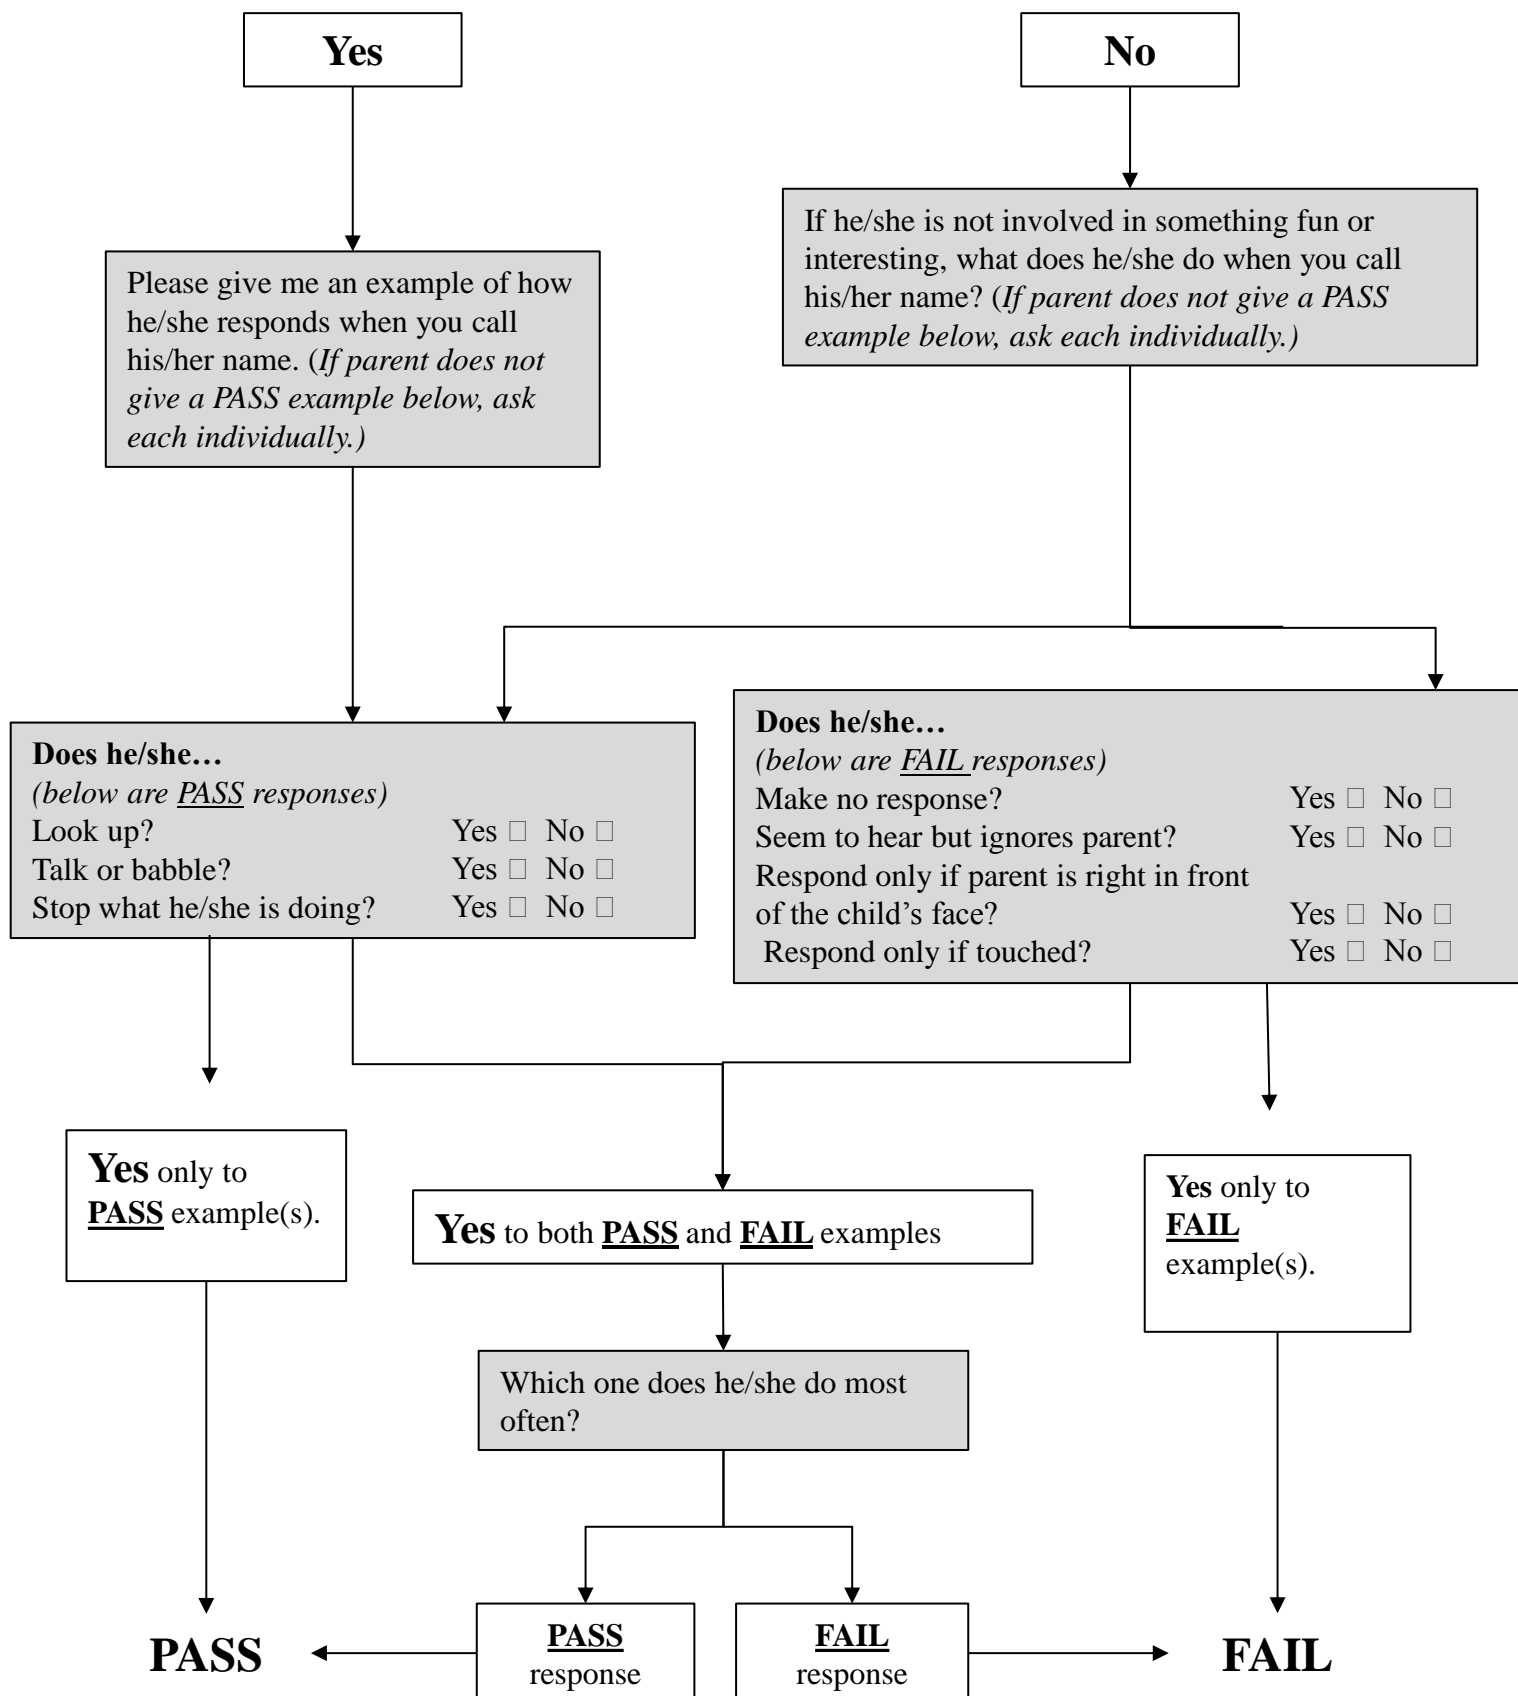 Yes
No
If he/she is not involved in something fun or
interesting, what does he/she do when you call
his/her name? (If parent does not give a PASS
example below, ask each individually.)
Please give me an example of how
he/she responds when you call
his/her name. (If parent does not
give a PASS example below, ask
each individually.)
Does he/she…
(below are PASS responses)
Look up? Yes □ No □
Talk or babble? Yes □ No □
Stop what he/she is doing? Yes □ No □
Does he/she…
(below are FAIL responses)
Make no response? Yes □ No □
Seem to hear but ignores parent? Yes □ No □
Respond only if parent is right in front
of the child’s face? Yes □ No □
Respond only if touched? Yes □ No □
Yes only to
PASS example(s).
Yes to both PASS and FAIL examples
Yes only to
FAIL
example(s).
Which one does he/she do most
often?
PASS
PASS
response
FAIL
response
FAIL